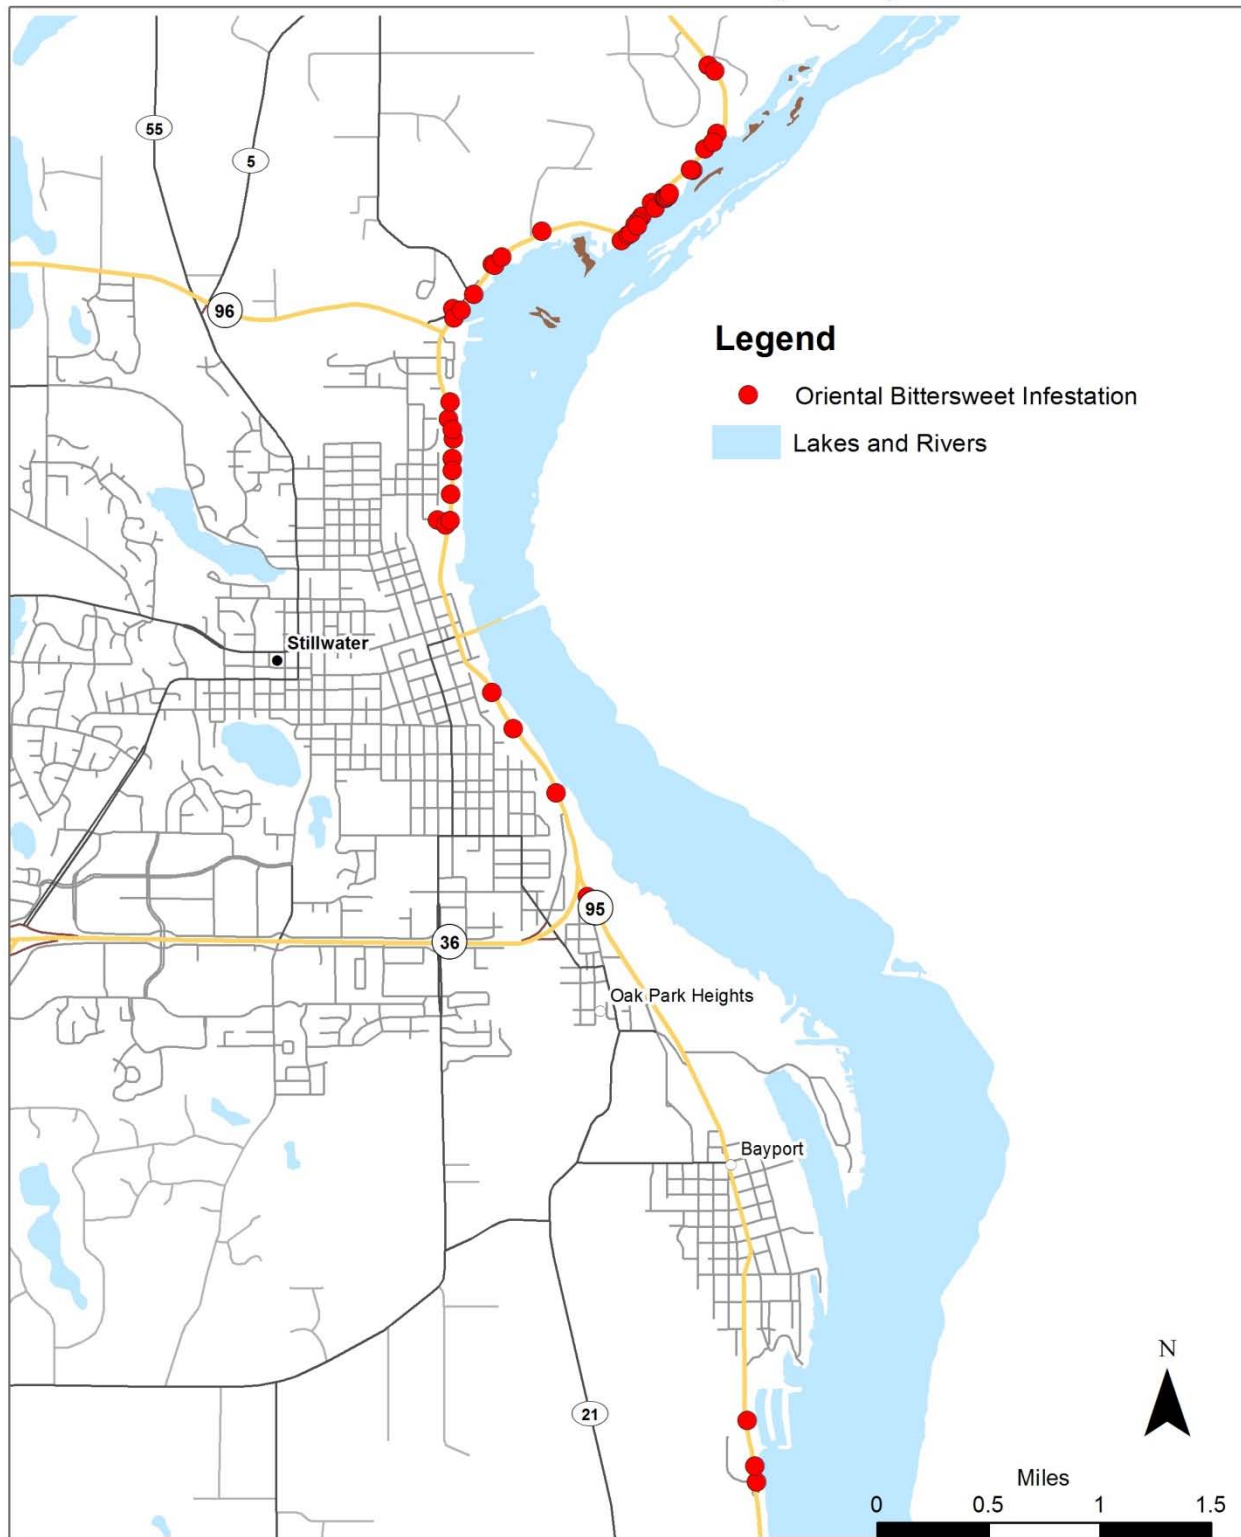 55
5
96
Legend
Oriental Bittersweet Infestation
Lakes and Rivers
Stillwater
95
36
Oak Park Heights
Bayport
N
21
Miles
0 0.5 1 1.5